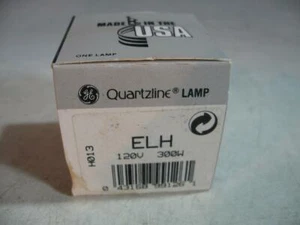 MADE IN THE
USA
ONE LAMP
GE Quartzline® LAMP
ELH
120V 300W
H013